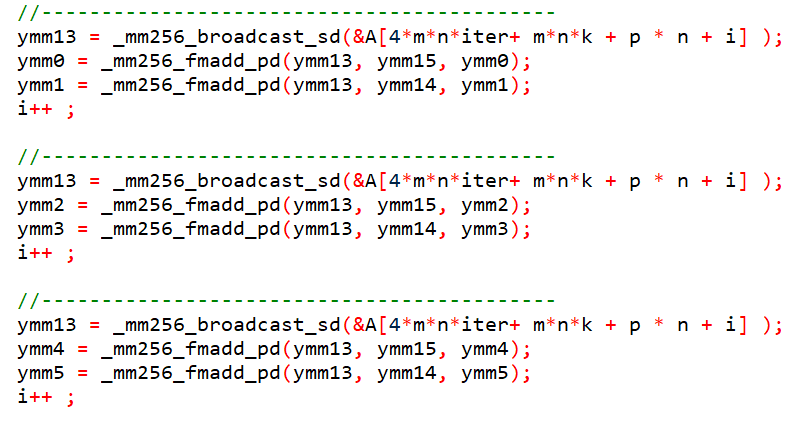 //-------------------------------------------
ymm13 = _mm256_broadcast_sd(&A[4*m*n*iter+ m*n*k + p * n + i] );
ymm0 = _mm256_fmadd_pd(ymm13, ymm15, ymm0);
ymm1 = _mm256_fmadd_pd(ymm13, ymm14, ymm1);
i++ ;
//-------------------------------------------
ymm13 = _mm256_broadcast_sd(&A[4*m*n*iter+ m*n*k + p * n + i] );
ymm2 = _mm256_fmadd_pd(ymm13, ymm15, ymm2);
ymm3 = _mm256_fmadd_pd(ymm13, ymm14, ymm3);
i++ ;
//-------------------------------------------
ymm13 = _mm256_broadcast_sd(&A[4*m*n*iter+ m*n*k + p * n + i] );
ymm4 = _mm256_fmadd_pd(ymm13, ymm15, ymm4);
ymm5 = _mm256_fmadd_pd(ymm13, ymm14, ymm5);
i++ ;